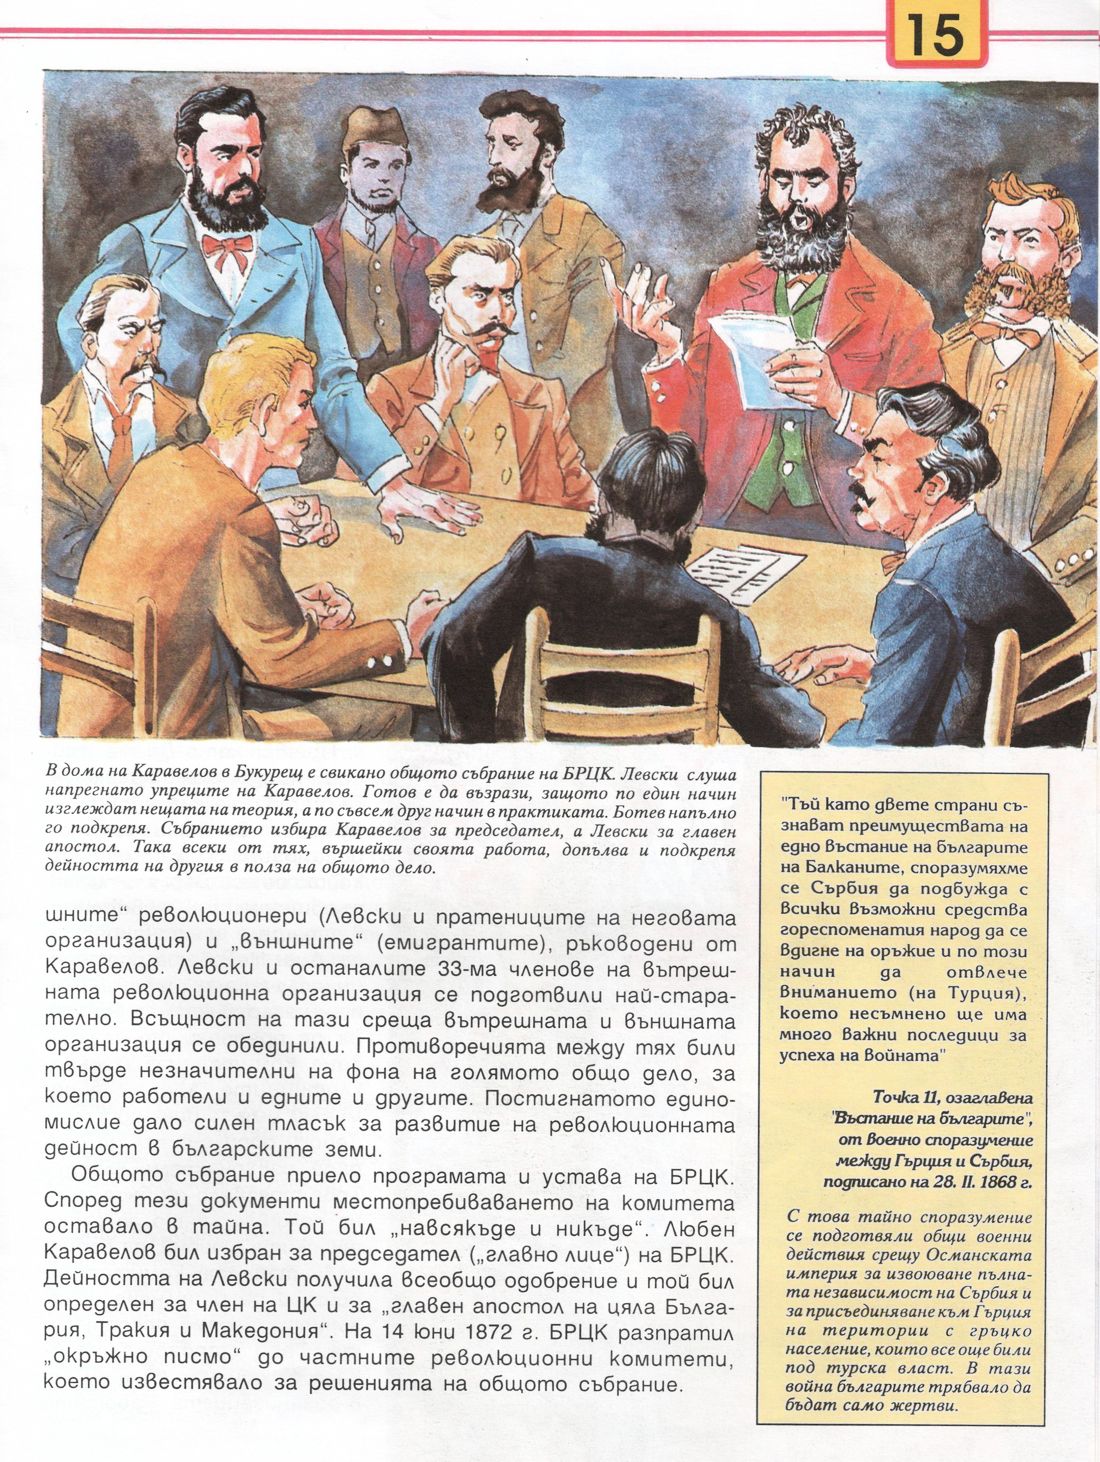 15
В дома на Каравелов в Букурещ е свикано общото събрание на БРЦК. Левски слуша
напрегнато упреците на Каравелов. Готов е да възрази, защото по един начин
изглеждат нещата на теория, а по съвсем друг начин в практиката. Ботев напълно
го подкрепя. Събранието избира Каравелов за председател, а Левски за главен
апостол. Така всеки от тях, вършейки своята работа, допълва и подкрепя
дейността на другия в полза на общото дело.
шните“ революционери (Левски и пратениците на неговата
организация) и „външните“ (емигрантите), ръководени от
Каравелов. Левски и останалите 33-ма членове на вътреш-
ната революционна организация се подготвили най-стара-
телно. Всъщност на тази среща вътрешната и външната
организация се обединили. Противоречията между тях били
твърде незначителни на фона на голямото общо дело, за
което работели и едните и другите. Постигнатото едино-
мислие дало силен тласък за развитие на революционната
дейност в българските земи.
Общото събрание приело програмата и устава на БРЦК.
Според тези документи местопребиваването на комитета
оставало в тайна. Той бил „навсякъде и никъде“. Любен
Каравелов бил избран за председател („главно лице“) на БРЦК.
Дейността на Левски получила всеобщо одобрение и той бил
определен за член на ЦК и за „главен апостол на цяла Бълга-
рия, Тракия и Македония“. На 14 юни 1872 г. БРЦК разпратил
„окръжно писмо“ до частните революционни комитети,
което известявало за решенията на общото събрание.
"Тъй като двете страни съ-
знават преимуществата на
едно въстание на българите
на Балканите, споразумяхме
се Сърбия да подбужда с
всички възможни средства
гореспоменатия народ да се
вдигне на оръжие и по този
начин да отвлече
вниманието (на Турция),
което несъмнено ще има
много важни последици за
успеха на войната"
Точка 11, озаглавена
"Въстание на българите",
от Военно споразумение
между Гърция и Сърбия,
подписано на 28. II. 1868 г.
С това тайно споразумение
се подготвяли общи военни
действия срещу Османската
империя за извоюване пълна-
та независимост на Сърбия и
за присъединяване към Гърция
на територии с гръцко
население, които все още били
под турска власт. В тази
война българите трябвало да
бъдат само жертви.